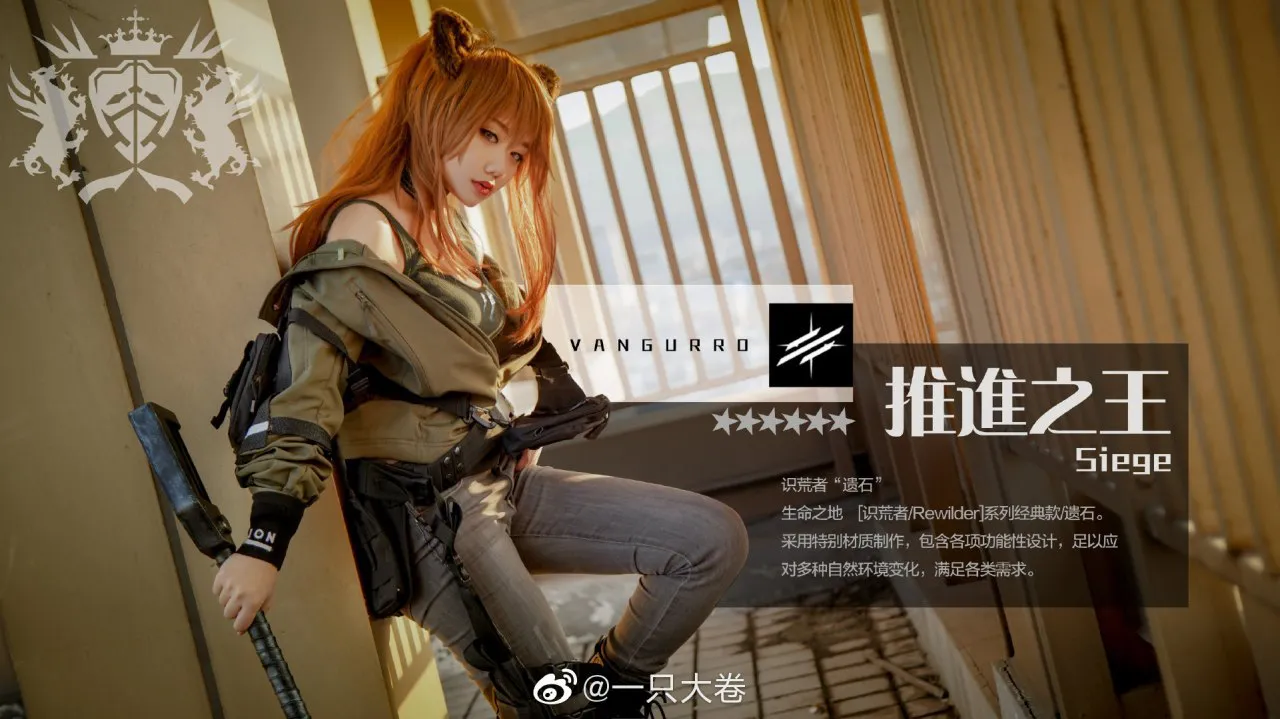 VANGURRO
推進之王
Siege
识荒者“遗石”
生命之地 [识荒者/Rewilder]系列经典款/遗石。
采用特别材质制作，包含各项功能性设计，足以应
对多种自然环境变化，满足各类需求。
ION
@一只大卷